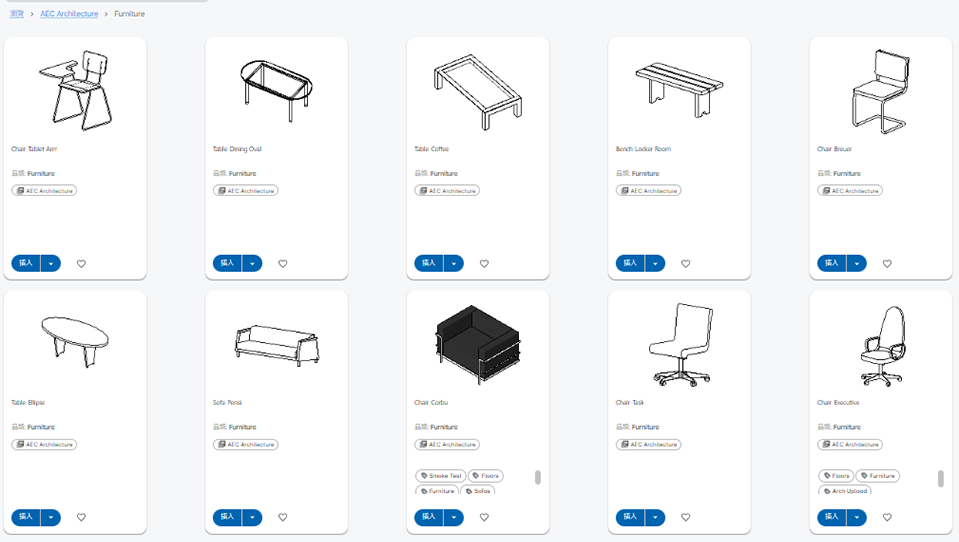 瀏覽 > AEC Architecture > Furniture
Chair Tablet Arm
Table Dining Oval
Table Coffee
Bench Locker Room
Chair Breuer
品類: Furniture
品類: Furniture
品類: Furniture
品類: Furniture
品類: Furniture
AEC Architecture
AEC Architecture
AEC Architecture
AEC Architecture
AEC Architecture
插入
插入
插入
插入
插入
Table Ellipse
Sofa Pensi
Chair Corbu
Chair Task
Chair Executive
品類: Furniture
品類: Furniture
品類: Furniture
品類: Furniture
品類: Furniture
AEC Architecture
AEC Architecture
AEC Architecture
AEC Architecture
AEC Architecture
Smoke Test Floors
Floors Furniture
Furniture Sofas
Arch Upload
插入
插入
插入
插入
插入